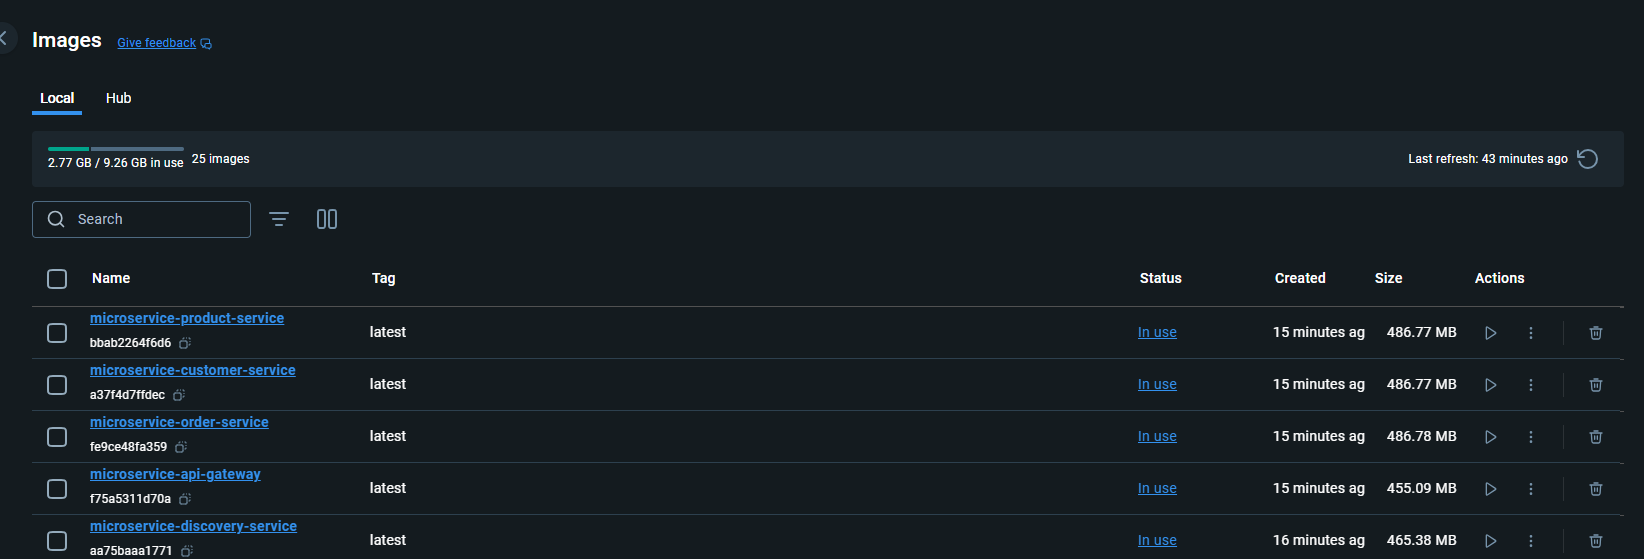 Images Give feedback
Local Hub
2.77 GB / 9.26 GB in use 25 images Last refresh: 43 minutes ago
Search
Name Tag Status Created Size Actions
microservice-product-service
bbab2264f6d6 latest In use 15 minutes ag 486.77 MB
microservice-customer-service
a37f4d7ffdec latest In use 15 minutes ag 486.77 MB
microservice-order-service
fe9ce48fa359 latest In use 15 minutes ag 486.78 MB
microservice-api-gateway
f75a5311d70a latest In use 15 minutes ag 455.09 MB
microservice-discovery-service
aa75baaa1771 latest In use 16 minutes ag 465.38 MB